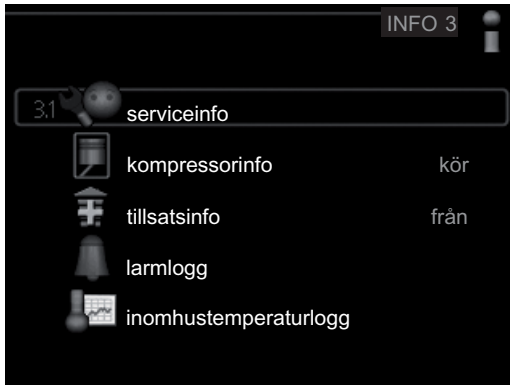 INFO 3
3.1 serviceinfo
kompressorinfo kör
tillsatsinfo från
larmlogg
inomhustemperaturlogg